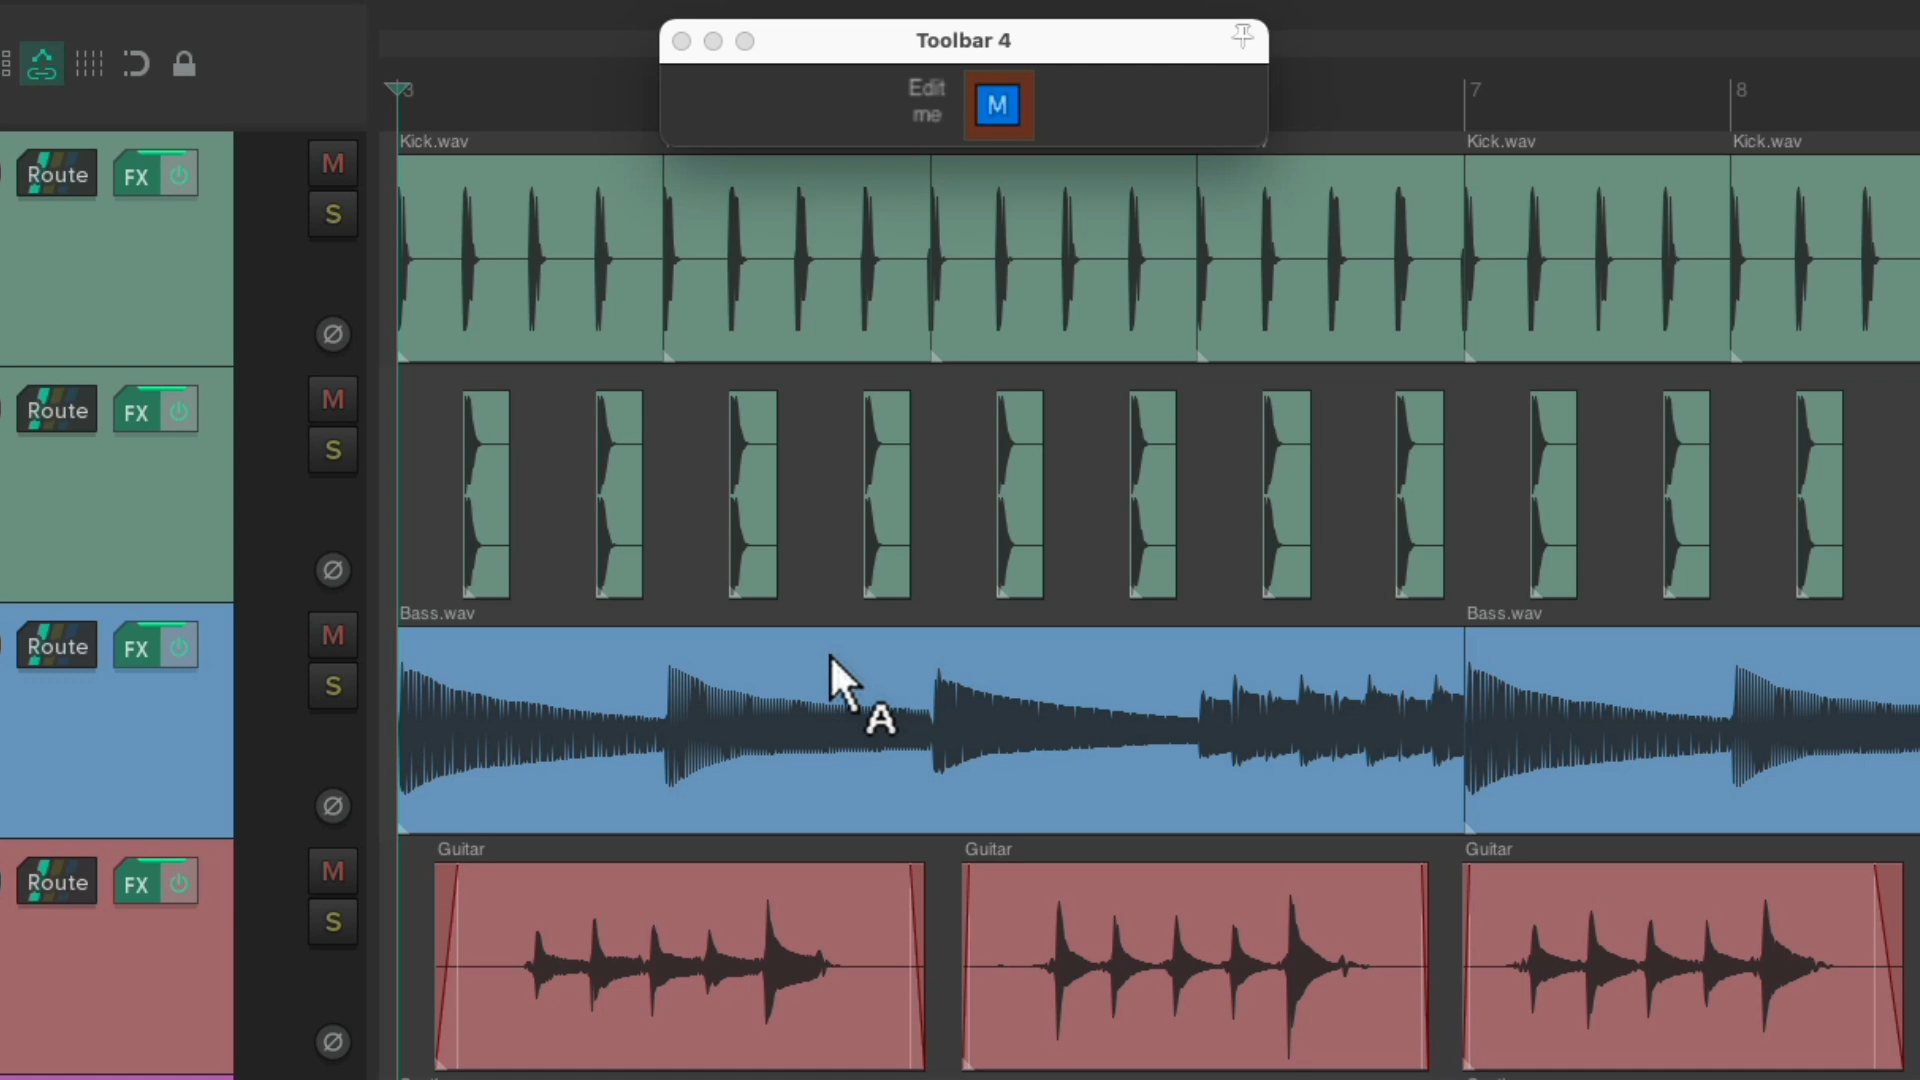 Toolbar 4
Edit
me
M
3
7
8
Kick.wav
Kick.wav
Kick.wav
Route
FX
M
S
Route
FX
M
S
Bass.wav
Bass.wav
Route
FX
M
S
A
Guitar
Guitar
Guitar
Route
FX
M
S